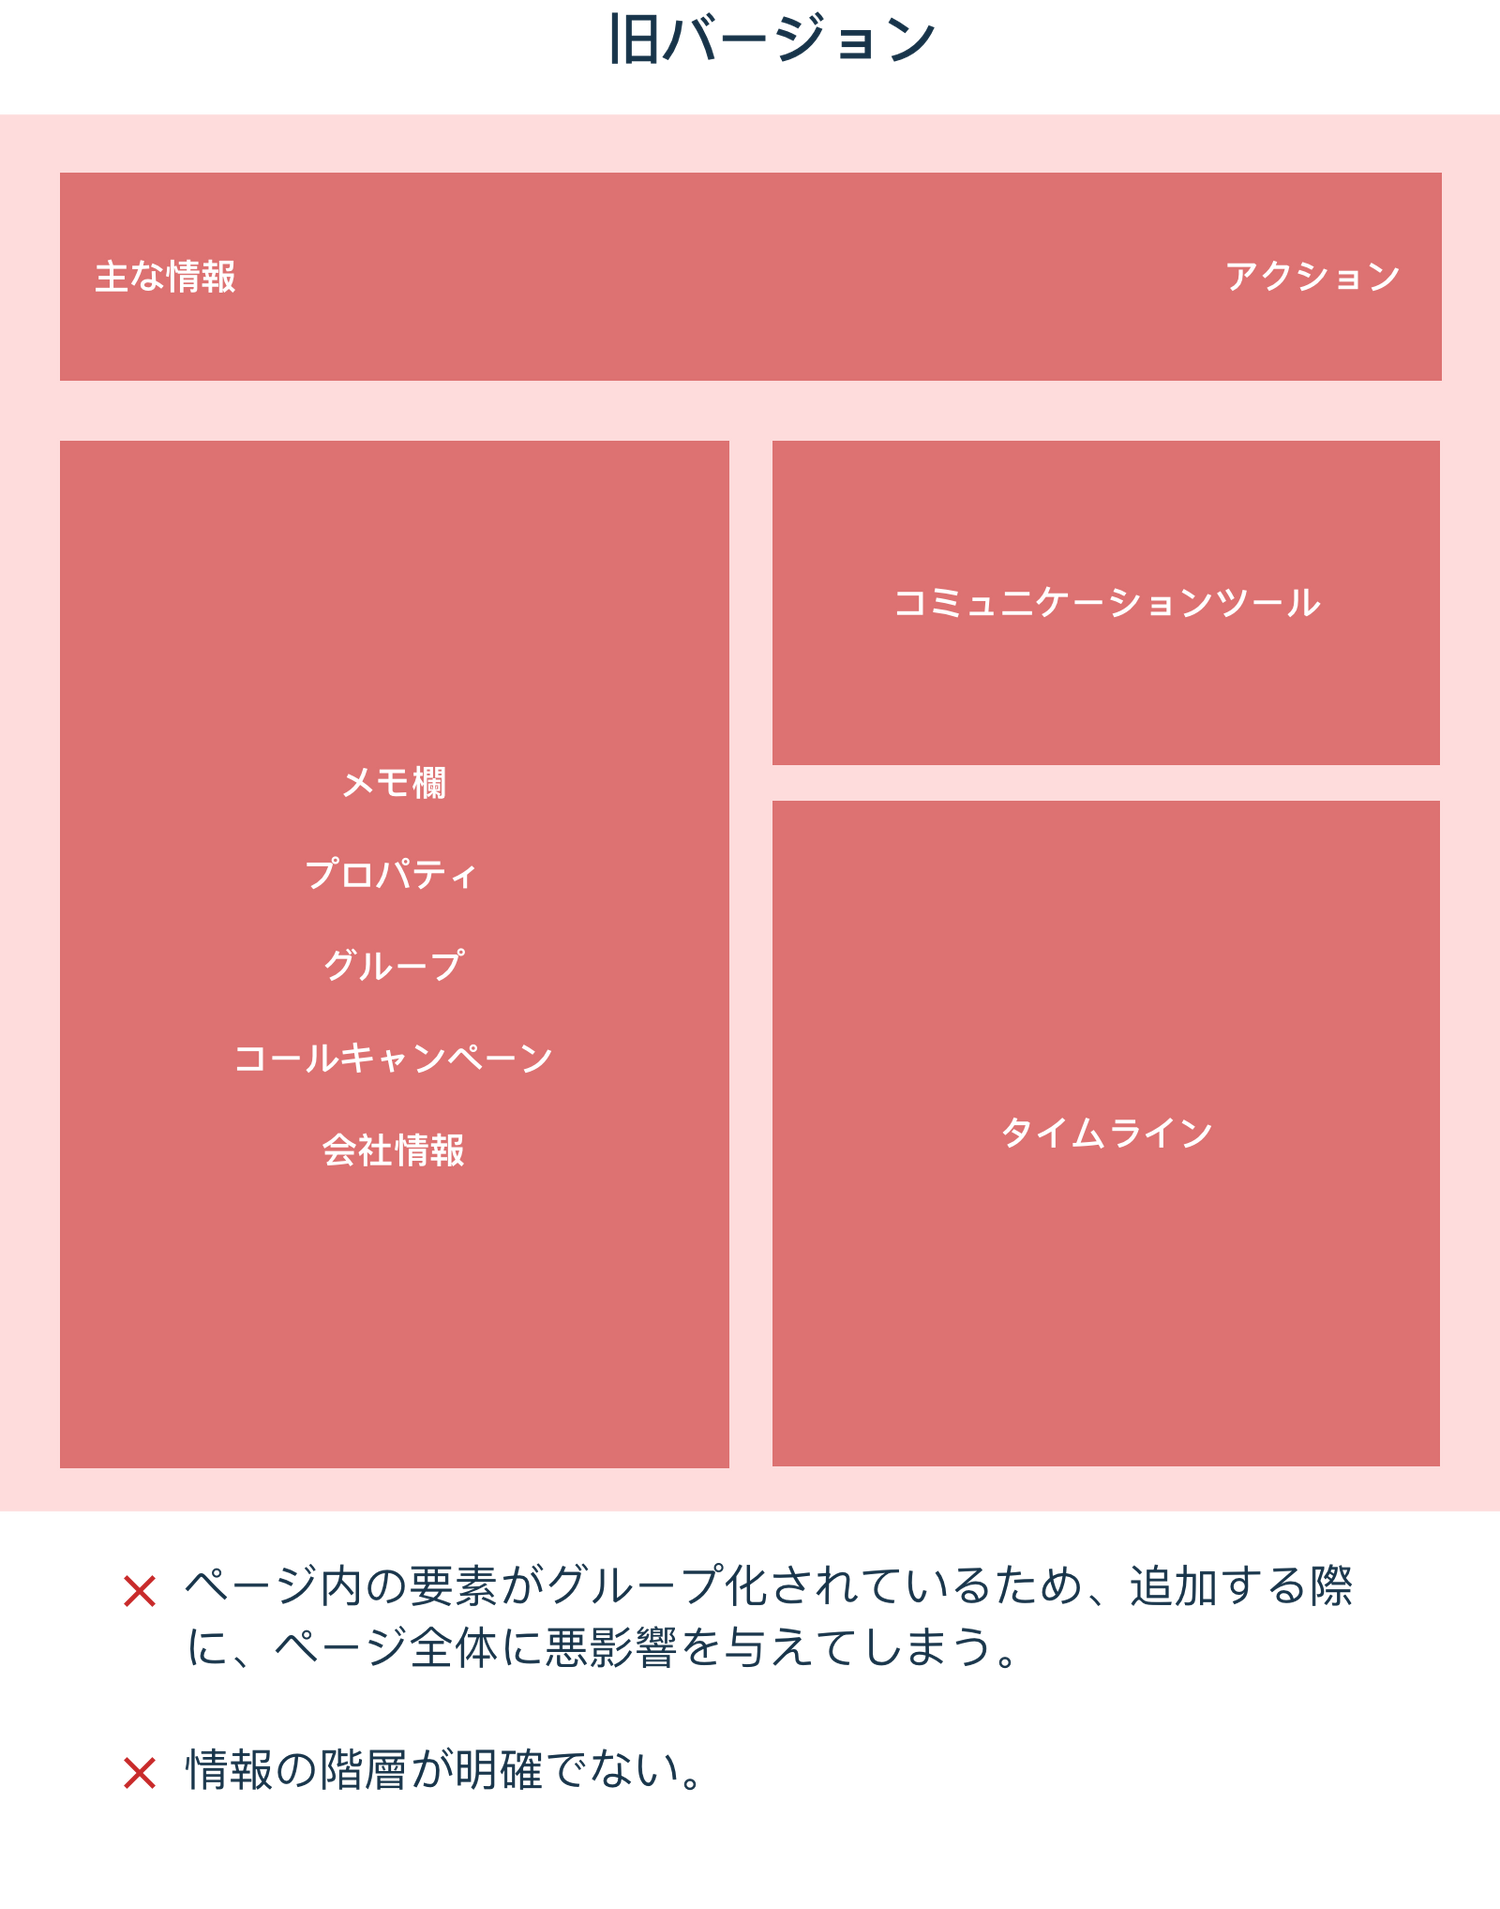 旧バージョン
主な情報
アクション
メモ欄
プロパティ
グループ
コールキャンペーン
会社情報
コミュニケーションツール
タイムライン
ページ内の要素がグループ化されているため、追加する際
に、ページ全体に悪影響を与えてしまう。
情報の階層が明確でない。